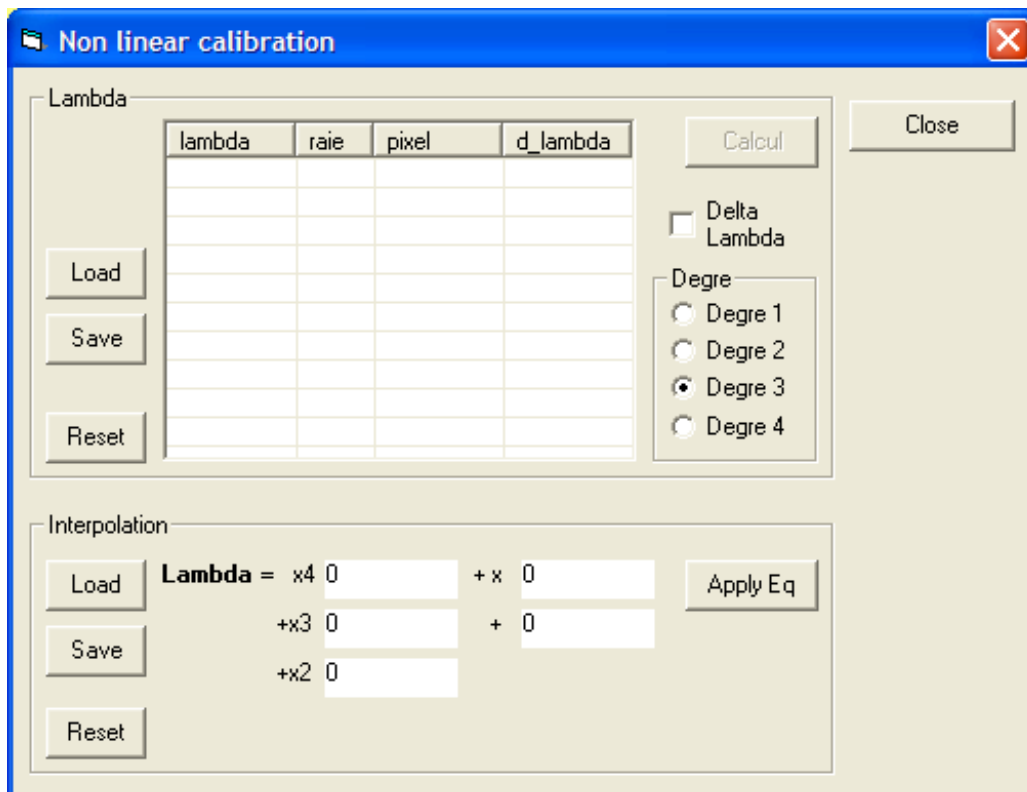 Non linear calibration
Lambda
lambda raie pixel d_lambda
Calcul
Close
Delta
Lambda
Load
Save
Reset
Degre
Degre 1
Degre 2
Degre 3
Degre 4
Interpolation
Load
Save
Reset
Lambda = x4 0 + x 0
+x3 0 + 0
+x2 0
Apply Eq